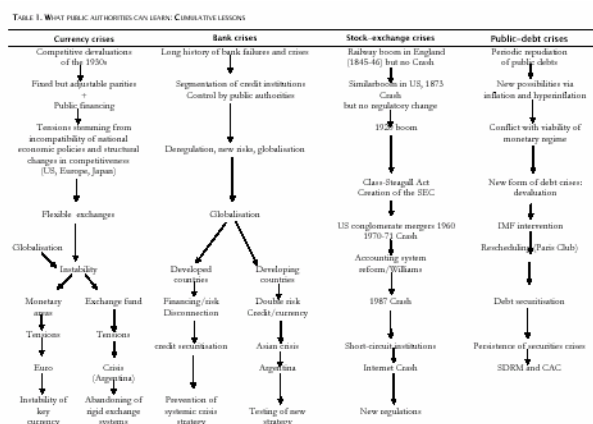 TABLE 1. WHAT PUBLIC AUTHORITIES CAN LEARN: CUMULATIVE LESSONS
Currency crises
Competitive devaluations
of the 1930s
Fixed but adjustable parities
+
Public financing
Tensions stemming from
incompatibility of national
economic policies and structural
changes in competitiveness
(US, Europe, Japan)
Flexible exchanges
Globalisation
Instability
Monetary
areas
Tensions
Euro
Instability of
key
currency
Exchange fund
Tensions
Crisis
(Argentina)
Abandoning of
rigid exchange
systems
Bank crises
Long history of bank failures and crises
Segmentation of credit institutions
Control by public authorities
Deregulation, new risks, globalisation
Globalisation
Developed
countries
Financing/risk
Disconnection
credit securitisation
Prevention of
systemic crisis
strategy
Developing
countries
Double risk
Credit/currency
Asian crisis
Argentina
Testing of new
strategy
Stock-exchange crises
Railway boom in England
(1845-46) but no Crash
Similarboom in US, 1873
Crash
but no regulatory change
boom
Class-Steagall Act
Creation of the SEC
US conglomerate mergers 1960
1970-71 Crash
Accounting system
reform/Williams
1987 Crash
Short-circuit institutions
Internet Crash
New regulations
Public-debt crises
Periodic repudiation
of public debts
New possibilities via
inflation and hyperinflation
Conflict with viability of
monetary regime
New form of debt crises:
devaluation
IMF intervention
Rescheduling (Paris Club)
Debt securitisation
Persistence of securities crises
SDRM and CAC